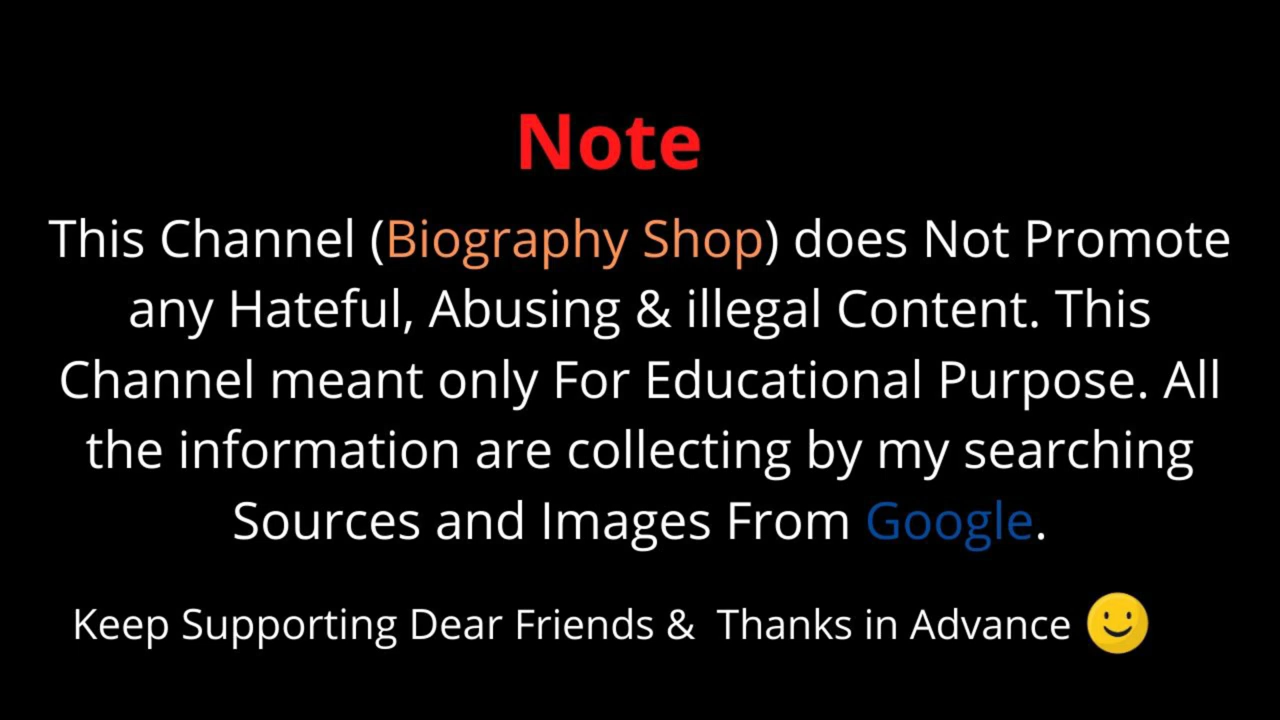 Note
This Channel (Biography Shop) does Not Promote
any Hateful, Abusing & illegal Content. This
Channel meant only For Educational Purpose. All
the information are collecting by my searching
Sources and Images From Google.
Keep Supporting Dear Friends &  Thanks in Advance 🙂